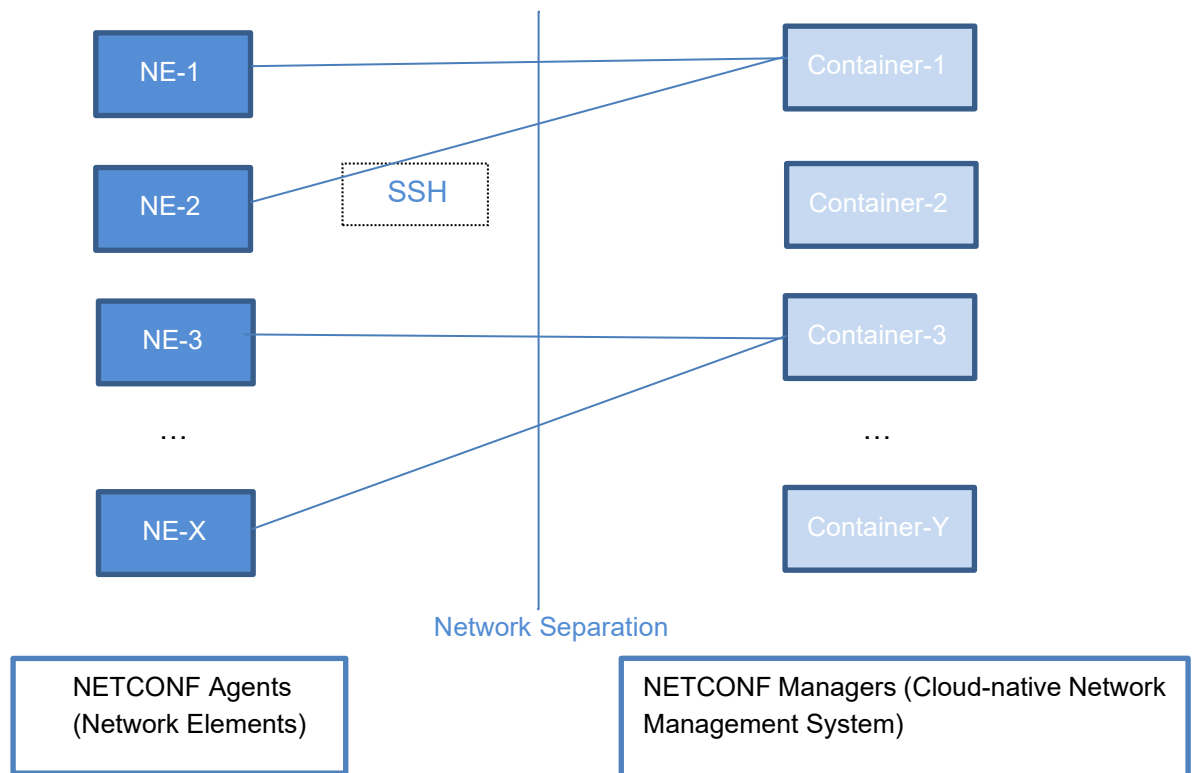 NE-1
Container-1
NE-2
SSH
Container-2
NE-3
Container-3
…
…
NE-X
Container-Y
Network Separation
NETCONF Agents
(Network Elements)
NETCONF Managers (Cloud-native Network
Management System)